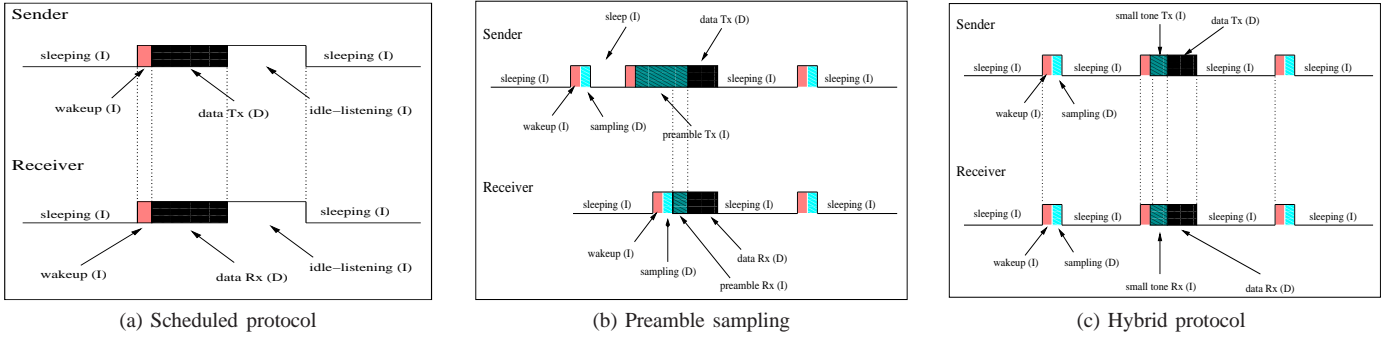 Sender
sleeping (I)
sleeping (I)
wakeup (I)
data Tx (D)
idle−listening (I)
Receiver
sleeping (I)
sleeping (I)
wakeup (I)
data Rx (D)
idle−listening (I)
(a) Scheduled protocol
sleep (I)
data Tx (D)
Sender
sleeping (I)
sleeping (I)
sleeping (I)
wakeup (I)
sampling (D)
preamble Tx (I)
Receiver
sleeping (I)
sleeping (I)
sleeping (I)
wakeup (I)
sampling (D)
data Rx (D)
preamble Rx (I)
(b) Preamble sampling
small tone Tx (I)
data Tx (D)
Sender
sleeping (I)
sleeping (I)
sleeping (I)
sleeping (I)
wakeup (I)
sampling (D)
Receiver
sleeping (I)
sleeping (I)
sleeping (I)
sleeping (I)
wakeup (I)
sampling (D)
small tone Rx (I)
data Rx (D)
(c) Hybrid protocol